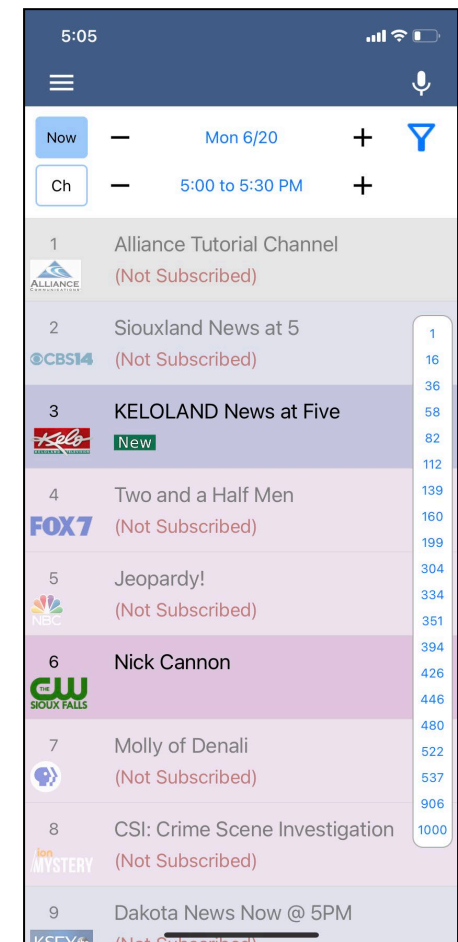 5:05
Now
Mon 6/20
Ch
5:00 to 5:30 PM
1
Alliance Tutorial Channel
ALLIANCE
COMMUNICATIONS
(Not Subscribed)
2
Siouxland News at 5
CBS14
(Not Subscribed)
3
KELOLAND News at Five
Kelo
New
4
Two and a Half Men
FOX7
(Not Subscribed)
5
Jeopardy!
NBC
(Not Subscribed)
6
Nick Cannon
THE
CW
SIOUX FALLS
7
Molly of Denali
(Not Subscribed)
8
CSI: Crime Scene Investigation
ion
MYSTERY
(Not Subscribed)
9
Dakota News Now @ 5PM
1
16
36
58
82
112
139
160
199
304
334
351
394
426
446
480
522
537
906
1000